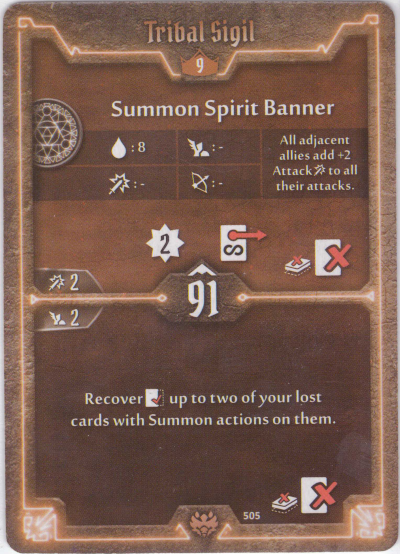 Tribal Sigil
9
Summon Spirit Banner
: 8
: -
: -
: -
All adjacent
allies add +2
Attack to all
their attacks.
2
2
91
2
Recover up to two of your lost
cards with Summon actions on them.
505